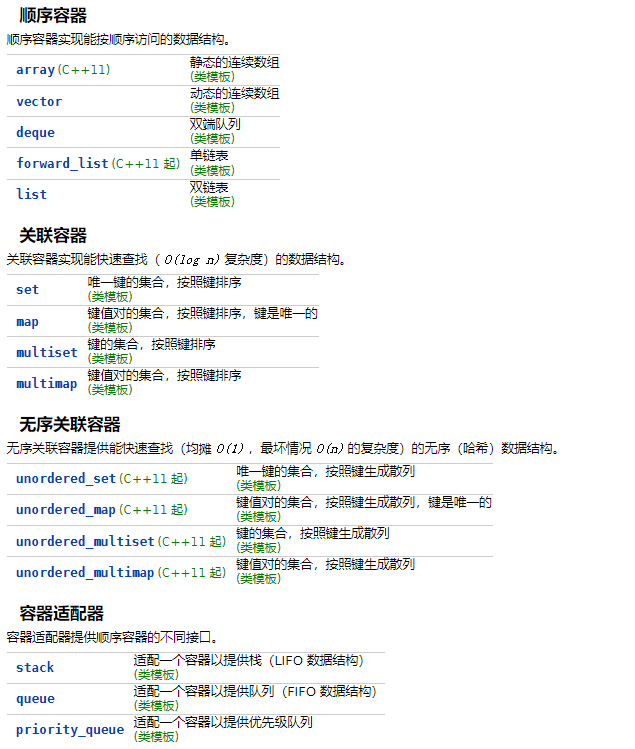 顺序容器
顺序容器实现能按顺序访问的数据结构。
array(C++11) 静态的连续数组
(类模板)
vector 动态的连续数组
(类模板)
deque 双端队列
(类模板)
forward_list(C++11 起) 单链表
(类模板)
list 双链表
(类模板)
关联容器
关联容器实现能快速查找（ O(log n) 复杂度）的数据结构。
set 唯一键的集合，按照键排序
(类模板)
map 键值对的集合，按照键排序，键是唯一的
(类模板)
multiset 键的集合，按照键排序
(类模板)
multimap 键值对的集合，按照键排序
(类模板)
无序关联容器
无序关联容器提供能快速查找（均摊 O(1) ，最坏情况 O(n) 的复杂度）的无序（哈希）数据结构。
unordered_set(C++11 起) 唯一键的集合，按照键生成散列
(类模板)
unordered_map(C++11 起) 键值对的集合，按照键生成散列，键是唯一的
(类模板)
unordered_multiset(C++11 起) 键的集合，按照键生成散列
(类模板)
unordered_multimap(C++11 起) 键值对的集合，按照键生成散列
(类模板)
容器适配器
容器适配器提供顺序容器的不同接口。
stack 适配一个容器以提供栈（LIFO 数据结构）
(类模板)
queue 适配一个容器以提供队列（FIFO 数据结构）
(类模板)
priority_queue 适配一个容器以提供优先级队列
(类模板)